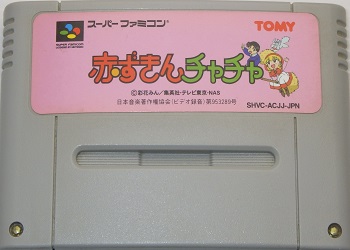 スーパーファミコン
TOMY
赤ずきんチャチャ
©彩花みん/集英社・テレビ東京・NAS
日本音楽著作権協会(ビデオ録音)第953289号
SHVC-ACJJ-JPN